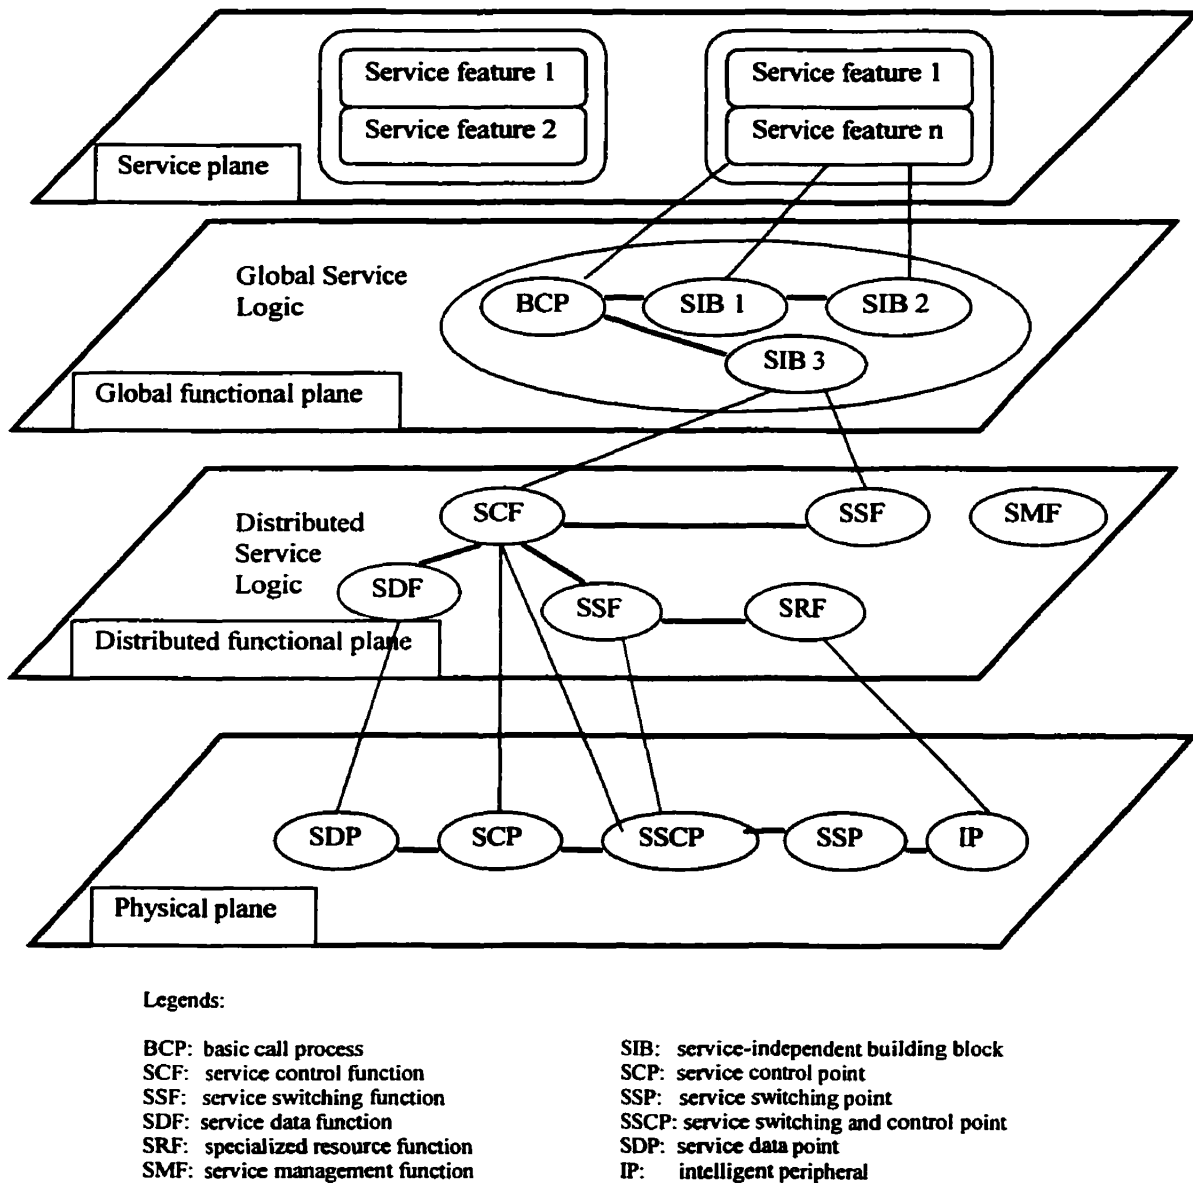 Service feature 1
Service feature 1
Service feature 2
Service feature n
Service plane
Global Service
Logic
BCP
SIB 1
SIB 2
SIB 3
Global functional plane
SCF
SSF
SMF
Distributed
Service
Logic
SDF
SSF
SRF
Distributed functional plane
SDP
SCP
SSCP
SSP
IP
Physical plane
Legends:
BCP: basic call process
SCF: service control function
SSF: service switching function
SDF: service data function
SRF: specialized resource function
SMF: service management function
SIB: service-independent building block
SCP: service control point
SSP: service switching point
SSCP: service switching and control point
SDP: service data point
IP: intelligent peripheral